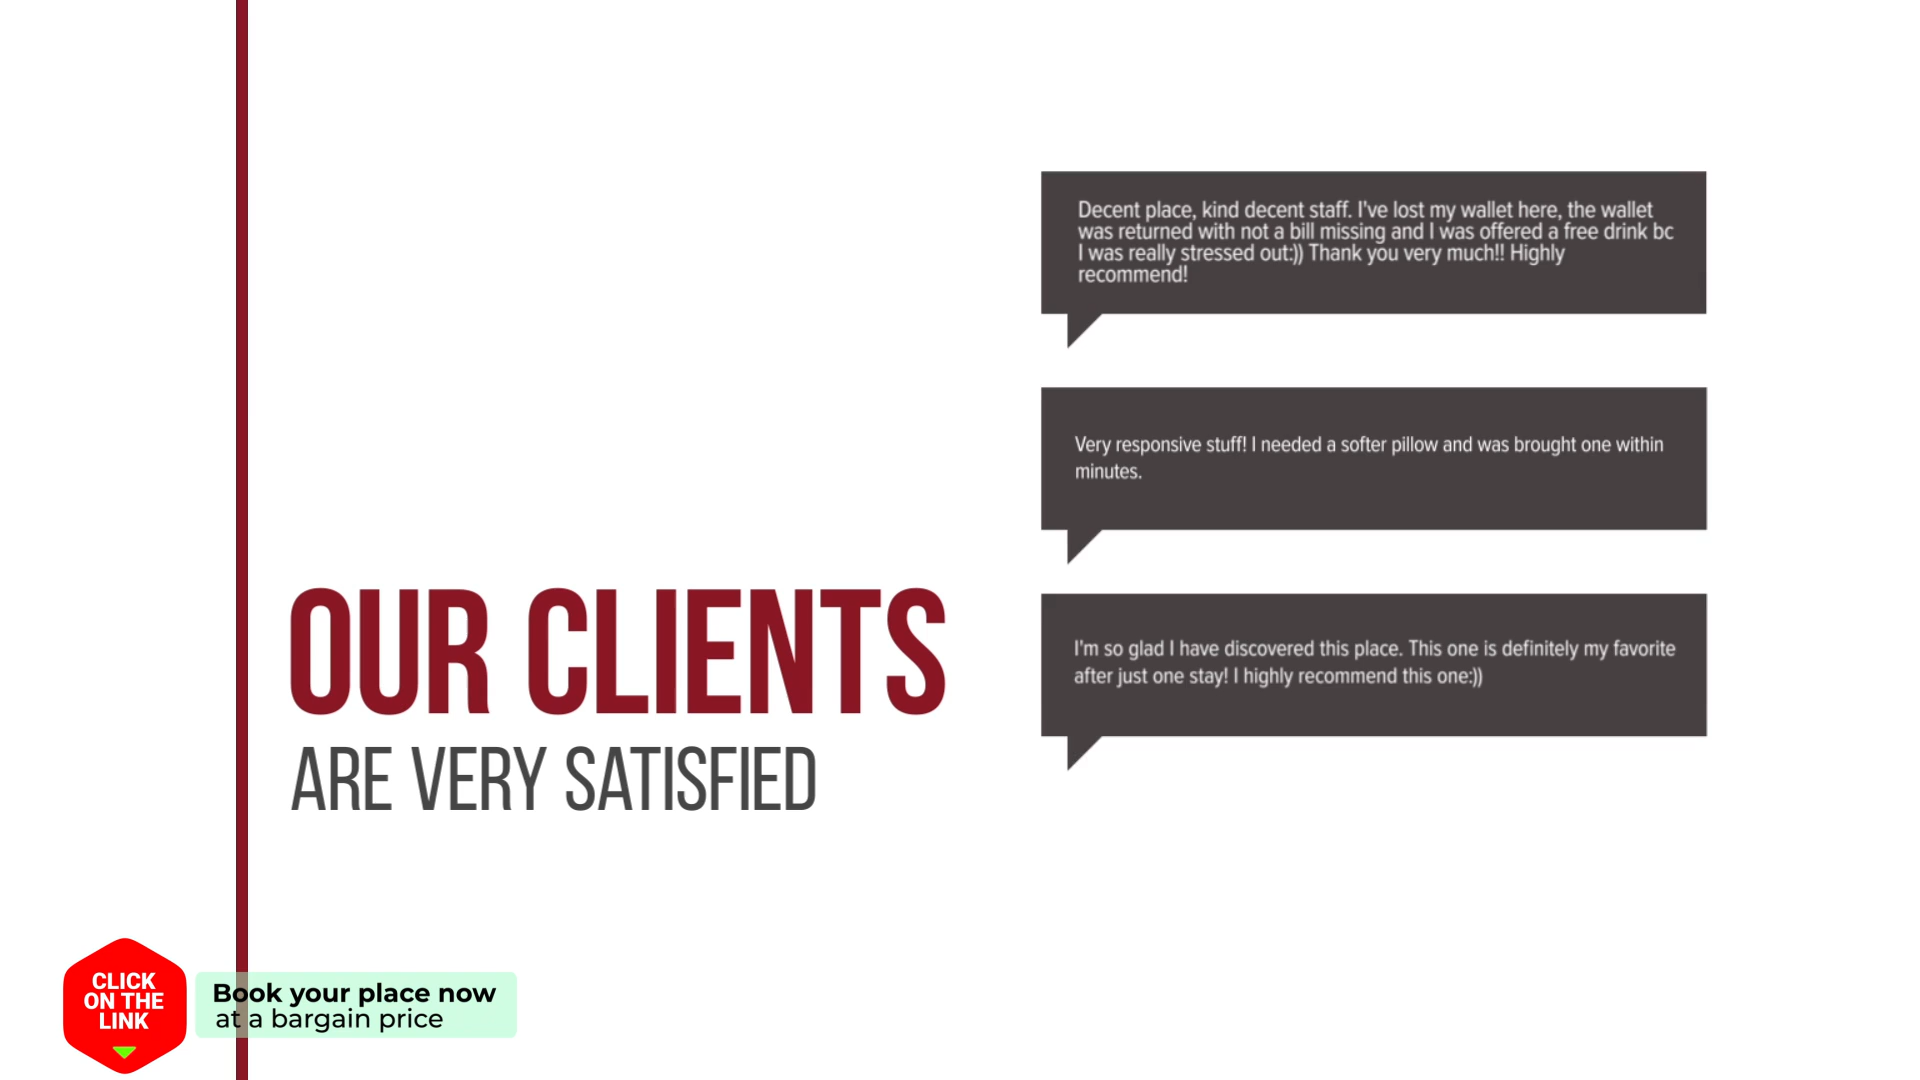 Decent place, kind decent staff. I've lost my wallet here, the wallet
was returned with not a bill missing and I was offered a free drink bc
I was really stressed out:)) Thank you very much!! Highly
recommend!
Very responsive stuff! I needed a softer pillow and was brought one within
minutes.
I'm so glad I have discovered this place. This one is definitely my favorite
after just one stay! I highly recommend this one:))
OUR CLIENTS
ARE VERY SATISFIED
CLICK
ON THE
LINK
Book your place now
at a bargain price